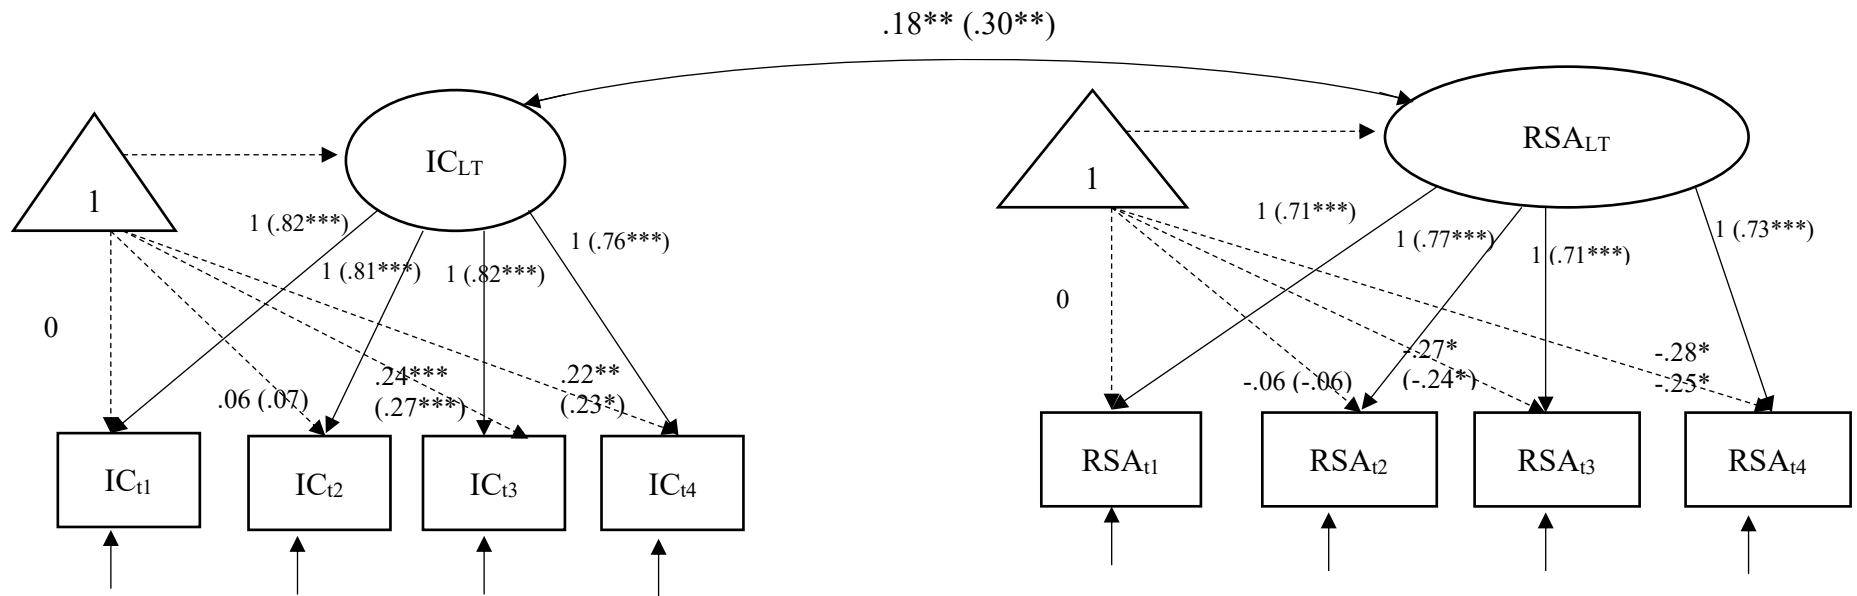 .18** (.30**)
IC_LT
RSA_LT
1
1
1 (.82***)
1 (.81***)
1 (.82***)
1 (.76***)
1 (.71***)
1 (.77***)
1 (.71***)
1 (.73***)
0
0
.06 (.07)
.24***
(.27***)
.22**
(.23*)
-.06 (-.06)
-.27*
(-.24*)
-.28*
-.25*
IC_t1
IC_t2
IC_t3
IC_t4
RSA_t1
RSA_t2
RSA_t3
RSA_t4